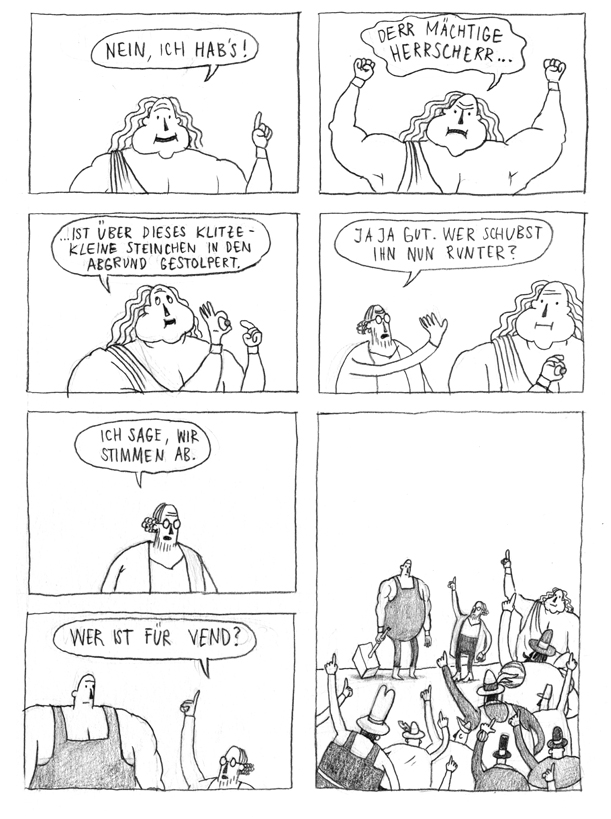 NEIN, ICH HAB'S!
DERR MÄCHTIGE
HERRSCHERR...
...IST ÜBER DIESES KLITZE-
KLEINE STEINCHEN IN DEN
ABGRUND GESTOLPERT.
JA JA GUT. WER SCHUBST
IHN NUN RUNTER?
ICH SAGE, WIR
STIMMEN AB.
WER IST FÜR VEND?